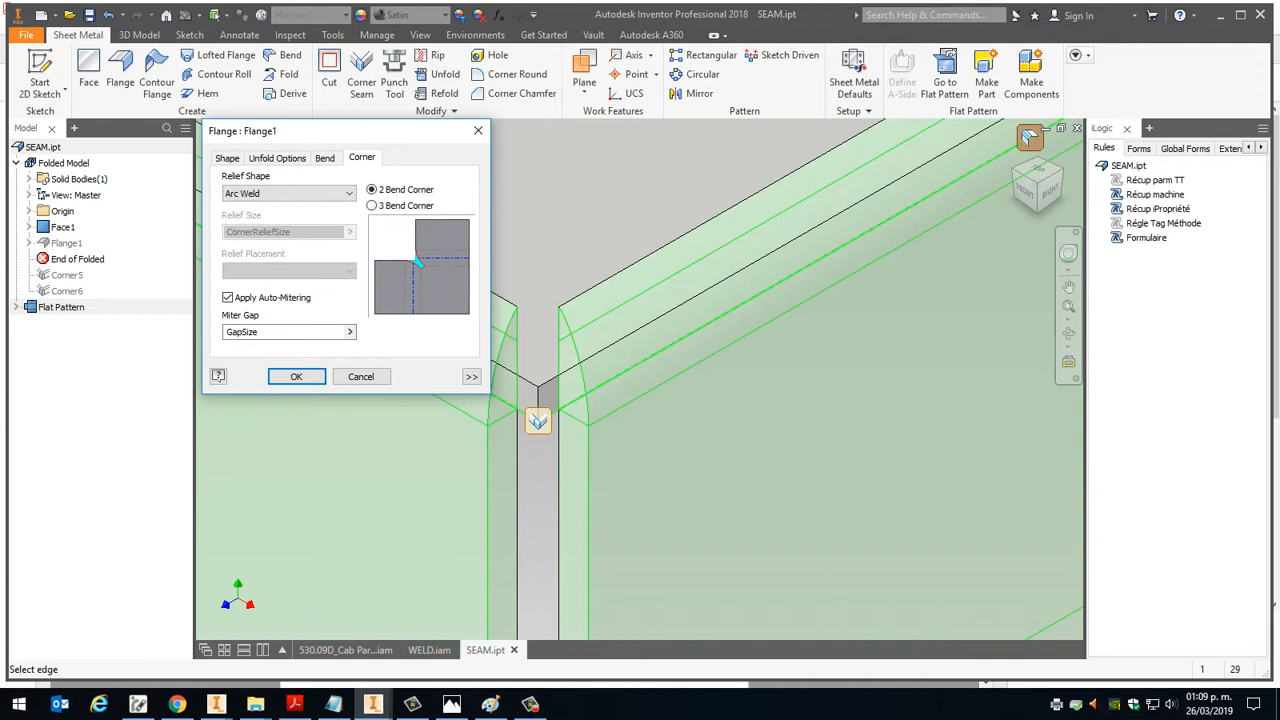 Mirrored
Satin
Autodesk Inventor Professional 2018
SEAM.ipt
Search Help & Commands...
Sign In
PRO
File
Sheet Metal
3D Model
Sketch
Annotate
Inspect
Tools
Manage
View
Environments
Get Started
Vault
Autodesk A360
Start
2D Sketch
Sketch
Face
Flange
Contour
Flange
Lofted Flange
Contour Roll
Hem
Bend
Fold
Derive
Create
Cut
Corner
Seam
Punch
Tool
Rip
Unfold
Refold
Hole
Corner Round
Corner Chamfer
Modify
Plane
Axis
Point
UCS
Work Features
Rectangular
Circular
Mirror
Sketch Driven
Pattern
Sheet Metal
Defaults
Setup
Define
A-Side
Go to
Flat Pattern
Make
Part
Make
Components
Flat Pattern
Model
SEAM.ipt
Folded Model
Solid Bodies(1)
View: Master
Origin
Face1
Flange1
End of Folded
Corner5
Corner6
Flat Pattern
Flange : Flange1
Shape
Unfold Options
Bend
Corner
Relief Shape
Arc Weld
Relief Size
CornerReliefSize
Relief Placement
Apply Auto-Mitering
Miter Gap
GapSize
2 Bend Corner
3 Bend Corner
OK
Cancel
>>
FRONT
RIGHT
iLogic
Rules
Forms
Global Forms
Exter
SEAM.ipt
Récup parm TT
Récup machine
Récup iPropriété
Régle Tag Méthode
Formulaire
530.09D_Cab Par....iam
WELD.iam
SEAM.ipt
Select edge
1
29
01:09 p. m.
26/03/2019